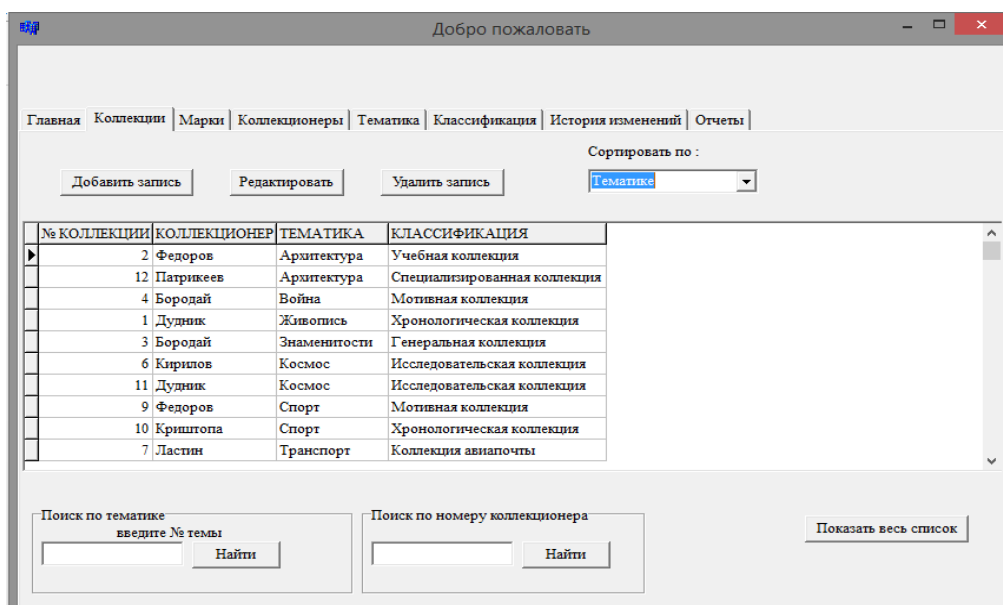 Добро пожаловать
Главная Коллекции Марки Коллекционеры Тематика Классификация История изменений Отчеты
Сортировать по :
Добавить запись Редактировать Удалить запись Тематике
№ КОЛЛЕКЦИИ КОЛЛЕКЦИОНЕР ТЕМАТИКА КЛАССИФИКАЦИЯ
2 Федоров Архитектура Учебная коллекция
12 Патрикеев Архитектура Специализированная коллекция
4 Бородай Война Мотивная коллекция
1 Дудник Живопись Хронологическая коллекция
3 Бородай Знаменитости Генеральная коллекция
6 Кирилов Космос Исследовательская коллекция
11 Дудник Космос Исследовательская коллекция
9 Федоров Спорт Мотивная коллекция
10 Криштопа Спорт Хронологическая коллекция
7 Ластин Транспорт Коллекция авиапочты
Поиск по тематике Поиск по номеру коллекционера
введите № темы Показать весь список
Найти Найти